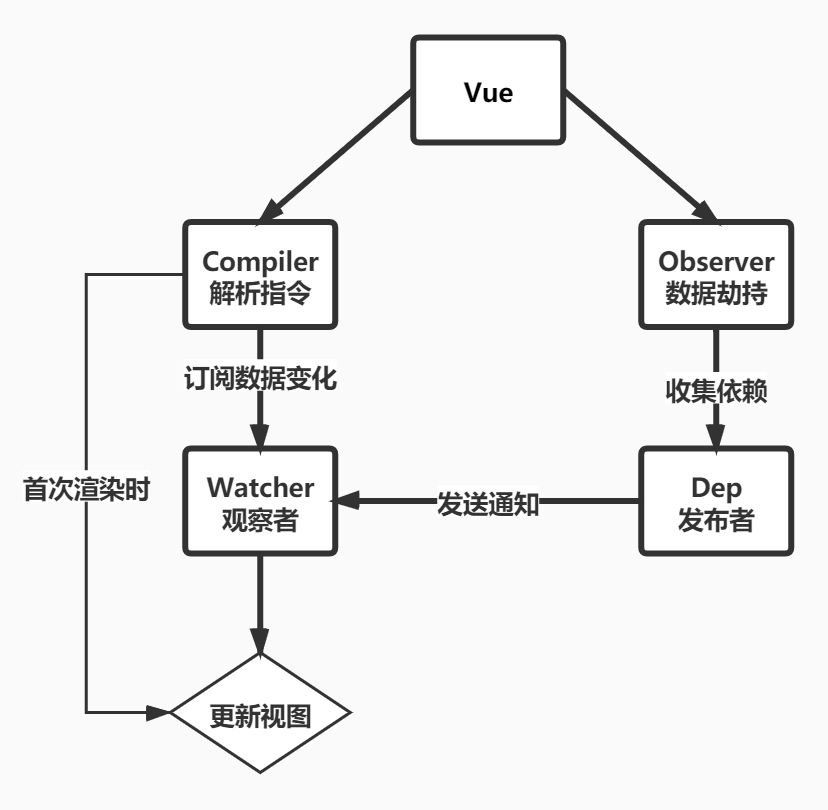 Vue
Compiler
解析指令
Observer
数据劫持
订阅数据变化
收集依赖
首次渲染时
Watcher
观察者
发送通知
Dep
发布者
更新视图